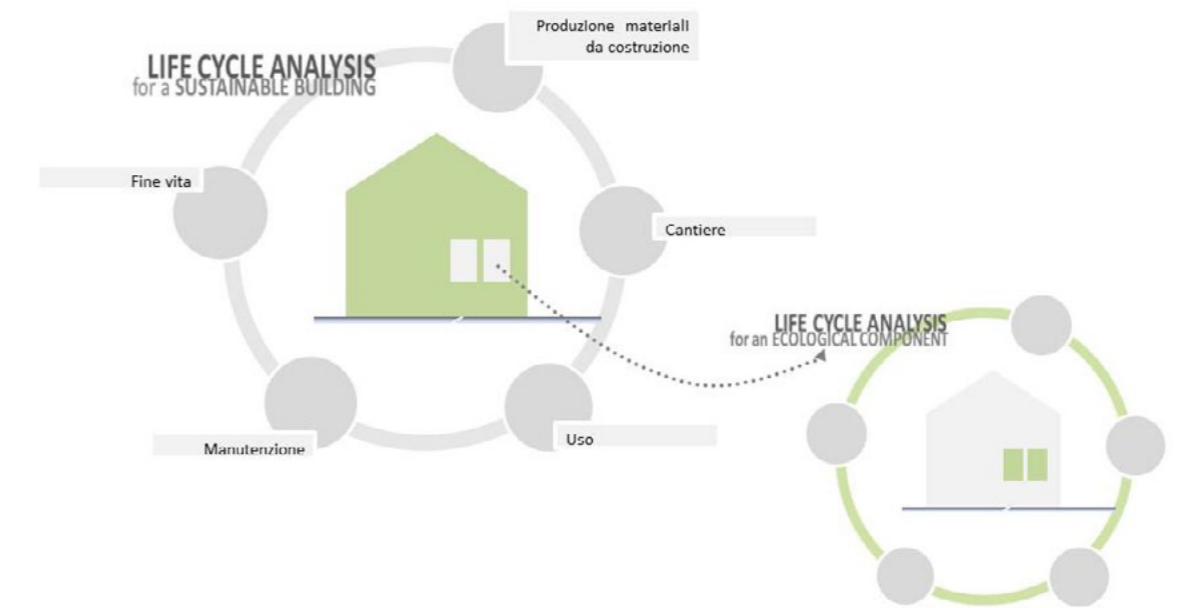 Produzione materiali
da costruzione
LIFE CYCLE ANALYSIS
for a SUSTAINABLE BUILDING
Fine vita
Cantiere
LIFE CYCLE ANALYSIS
for an ECOLOGICAL COMPONENT
Uso
Manutenzione